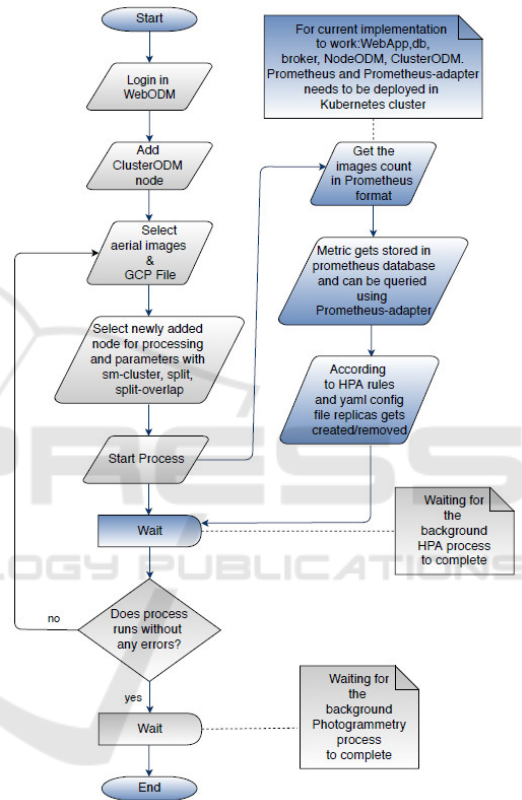 Start
Login in
WebODM
Add
ClusterODM
node
Select
aerial images
&
GCP File
Select newly added
node for processing
and parameters with
sm-cluster, split,
split-overlap
Start Process
Wait
Does process
runs without
any errors?
no
yes
Wait
End
For current implementation
to work:WebApp,db,
broker, NodeODM, ClusterODM.
Prometheus and Prometheus-adapter
needs to be deployed in
Kubernetes cluster
Get the
images count
in Prometheus
format
Metric gets stored in
prometheus database
and can be queried
using
Prometheus-adapter
According
to HPA rules
and yaml config
file replicas gets
created/removed
Waiting for
the
background
HPA process
to complete
Waiting for
the
background
Photogrammetry
process
to complete
PRESS
LOGY PUBLICATIONS